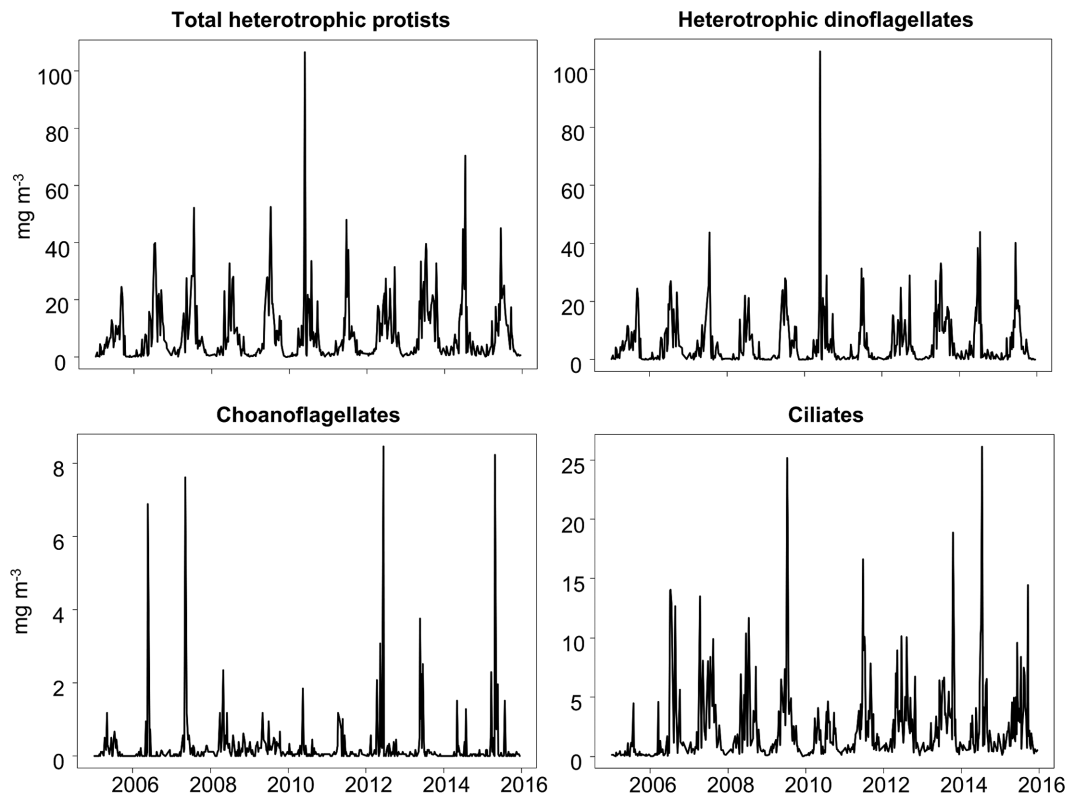 Total heterotrophic protists
Heterotrophic dinoflagellates
100
80
60
40
20
0
mg m-3
100
80
60
40
20
0
Choanoflagellates
Ciliates
8
6
4
2
0
mg m-3
2006 2008 2010 2012 2014 2016
25
20
15
10
5
0
2006 2008 2010 2012 2014 2016